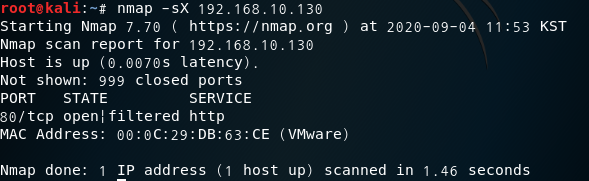 root@kali:~# nmap -sX 192.168.10.130
Starting Nmap 7.70 ( https://nmap.org ) at 2020-09-04 11:53 KST
Nmap scan report for 192.168.10.130
Host is up (0.0070s latency).
Not shown: 999 closed ports
PORT   STATE         SERVICE
80/tcp open|filtered http
MAC Address: 00:0C:29:DB:63:CE (VMware)
Nmap done: 1 IP address (1 host up) scanned in 1.46 seconds